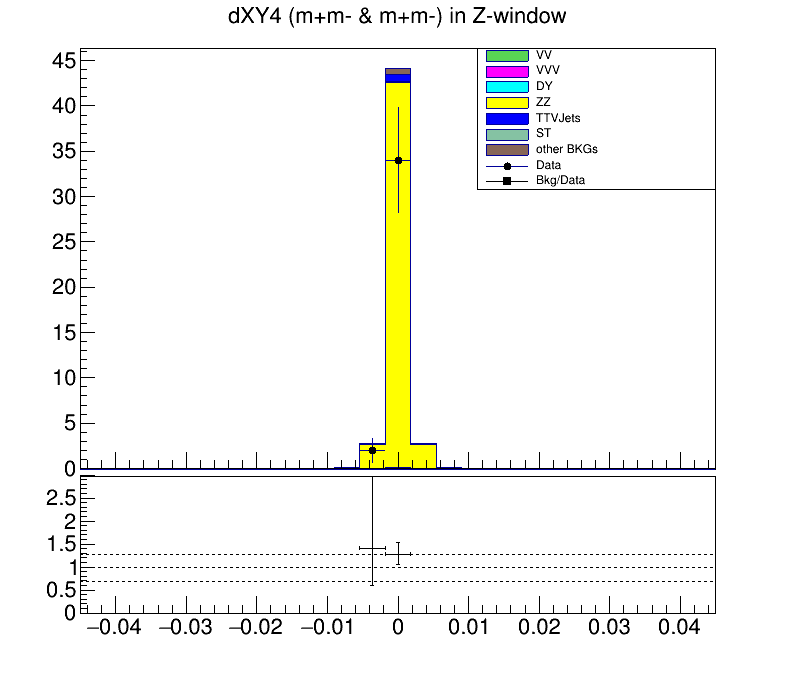 dXY4 (m+m- & m+m-) in Z-window
45
40
35
30
25
20
15
10
5
0
VV
VVV
DY
ZZ
TTVJets
ST
other BKGs
Data
Bkg/Data
2.5
2
1.5
1
0.5
0
−0.04 −0.03 −0.02 −0.01 0 0.01 0.02 0.03 0.04